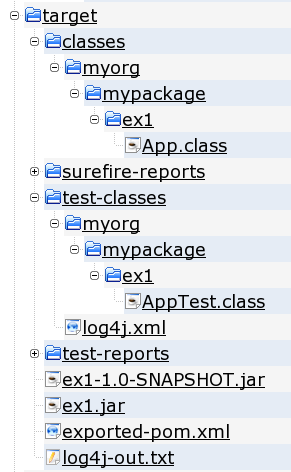 target
classes
myorg
mypackage
ex1
App.class
surefire-reports
test-classes
myorg
mypackage
ex1
AppTest.class
log4j.xml
test-reports
ex1-1.0-SNAPSHOT.jar
ex1.jar
exported-pom.xml
log4j-out.txt